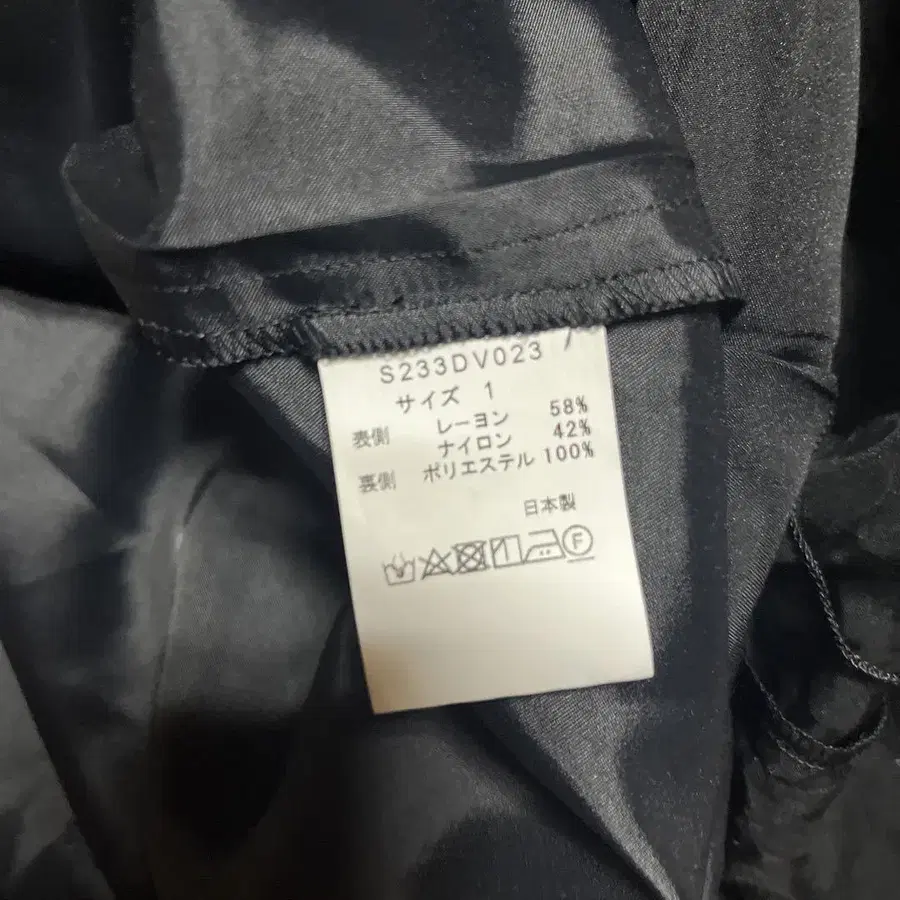 S233DV023
サイズ 1
表側 レーヨン 58%
ナイロン 42%
裏側 ポリエステル 100%
日本製
F